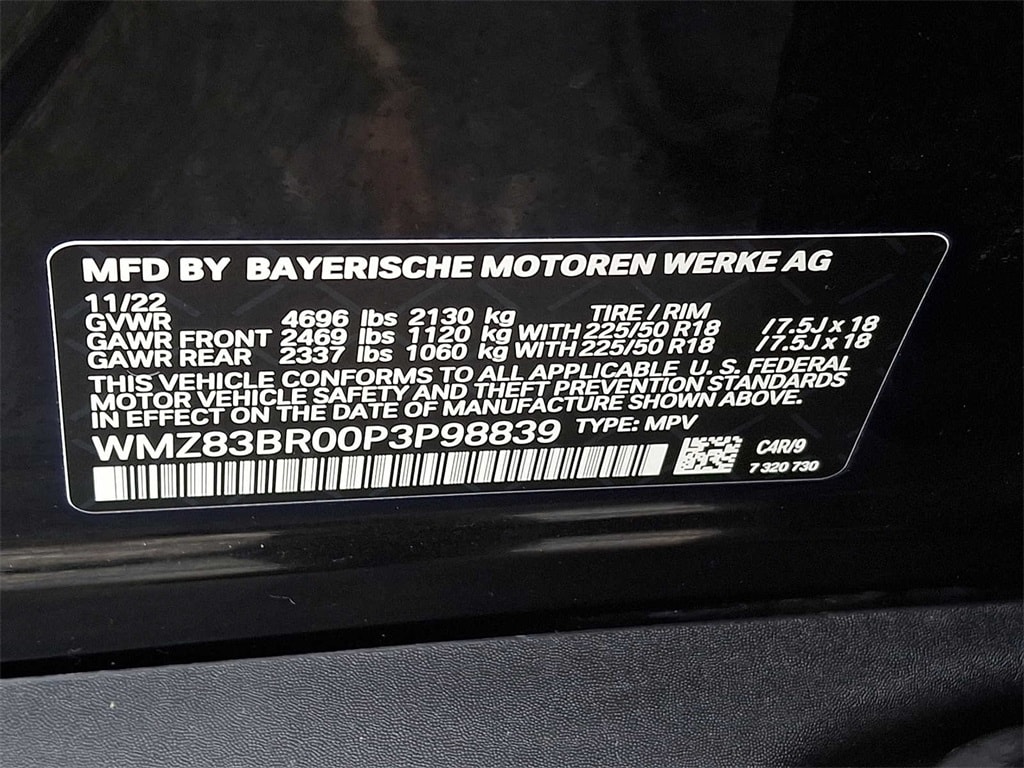 MFD BY BAYERISCHE MOTOREN WERKE AG
11/22 TIRE / RIM
GVWR 4696 lbs 2130 kg
GAWR FRONT 2469 lbs 1120 kg WITH 225/50 R18 / 7.5J x 18
GAWR REAR 2337 lbs 1060 kg WITH 225/50 R18 / 7.5J x 18
THIS VEHICLE CONFORMS TO ALL APPLICABLE U. S. FEDERAL
MOTOR VEHICLE SAFETY AND THEFT PREVENTION STANDARDS
IN EFFECT ON THE DATE OF MANUFACTURE SHOWN ABOVE.
WMZ83BR00P3P98839 TYPE: MPV
C4R/9
7 320 730